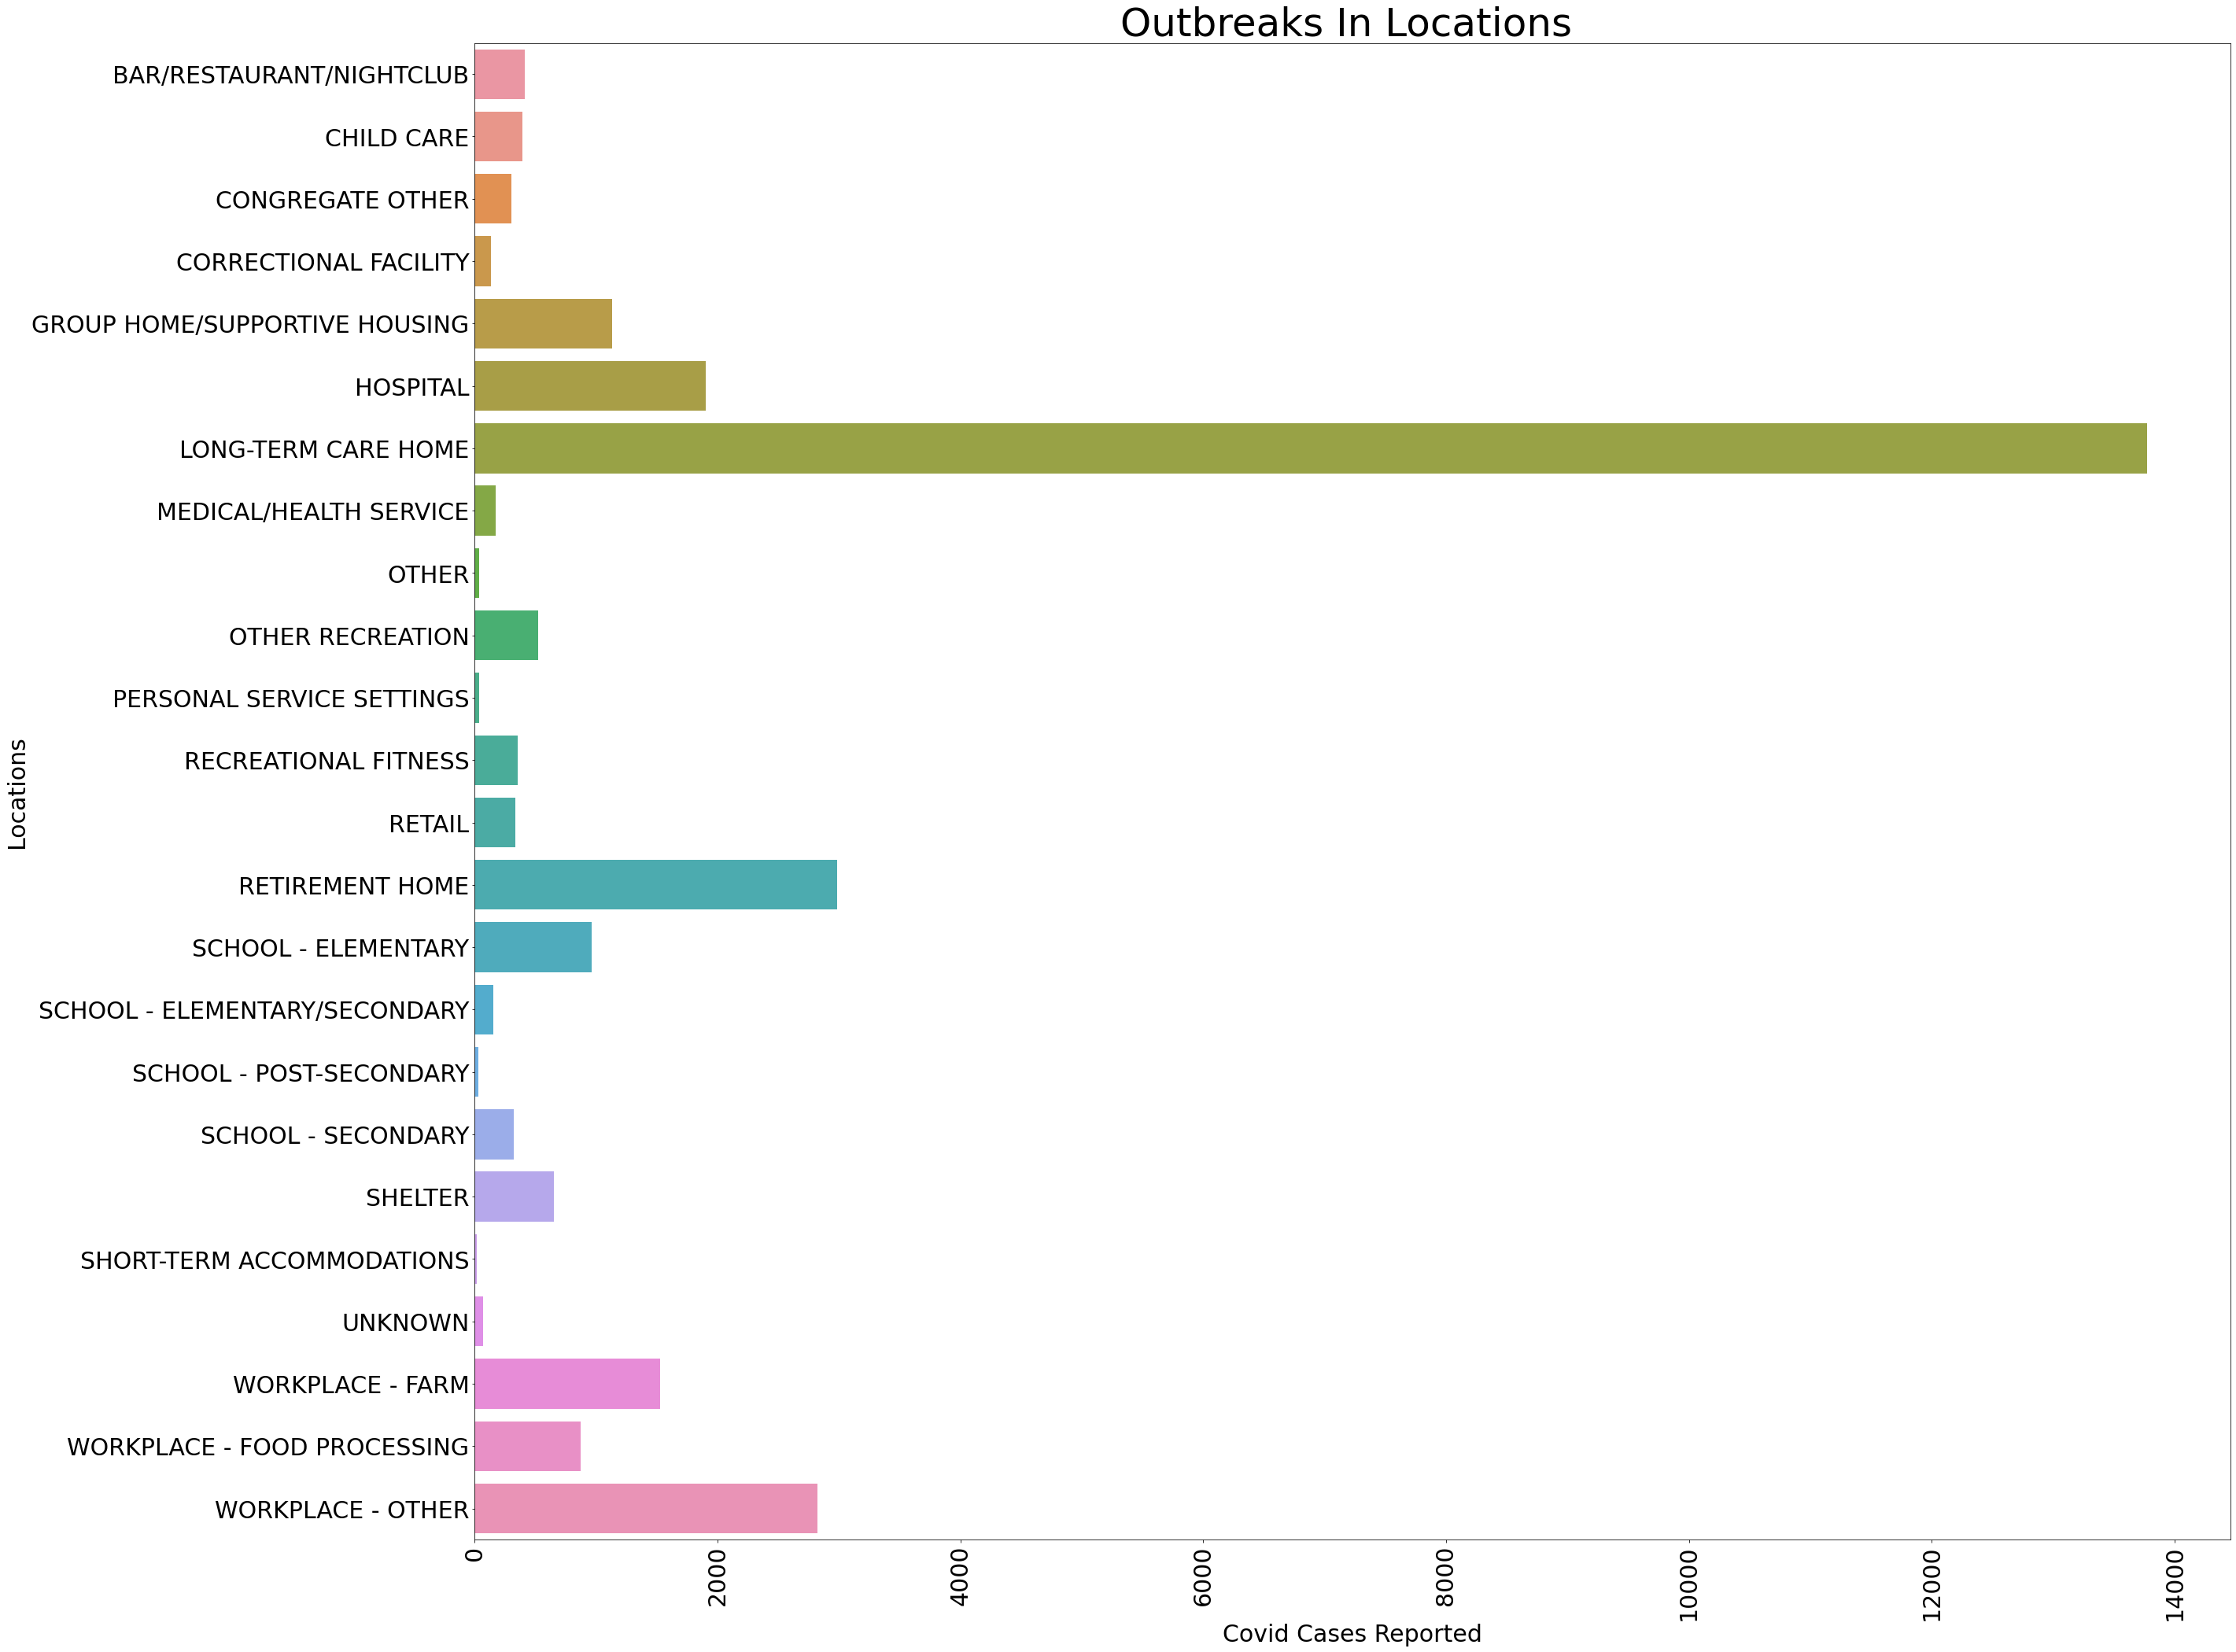 Outbreaks In Locations
BAR/RESTAURANT/NIGHTCLUB
CHILD CARE
CONGREGATE OTHER
CORRECTIONAL FACILITY
GROUP HOME/SUPPORTIVE HOUSING
HOSPITAL
LONG-TERM CARE HOME
MEDICAL/HEALTH SERVICE
OTHER
OTHER RECREATION
PERSONAL SERVICE SETTINGS
RECREATIONAL FITNESS
RETAIL
RETIREMENT HOME
SCHOOL - ELEMENTARY
SCHOOL - ELEMENTARY/SECONDARY
SCHOOL - POST-SECONDARY
SCHOOL - SECONDARY
SHELTER
SHORT-TERM ACCOMMODATIONS
UNKNOWN
WORKPLACE - FARM
WORKPLACE - FOOD PROCESSING
WORKPLACE - OTHER
Locations
0 2000 4000 6000 8000 10000 12000 14000
Covid Cases Reported